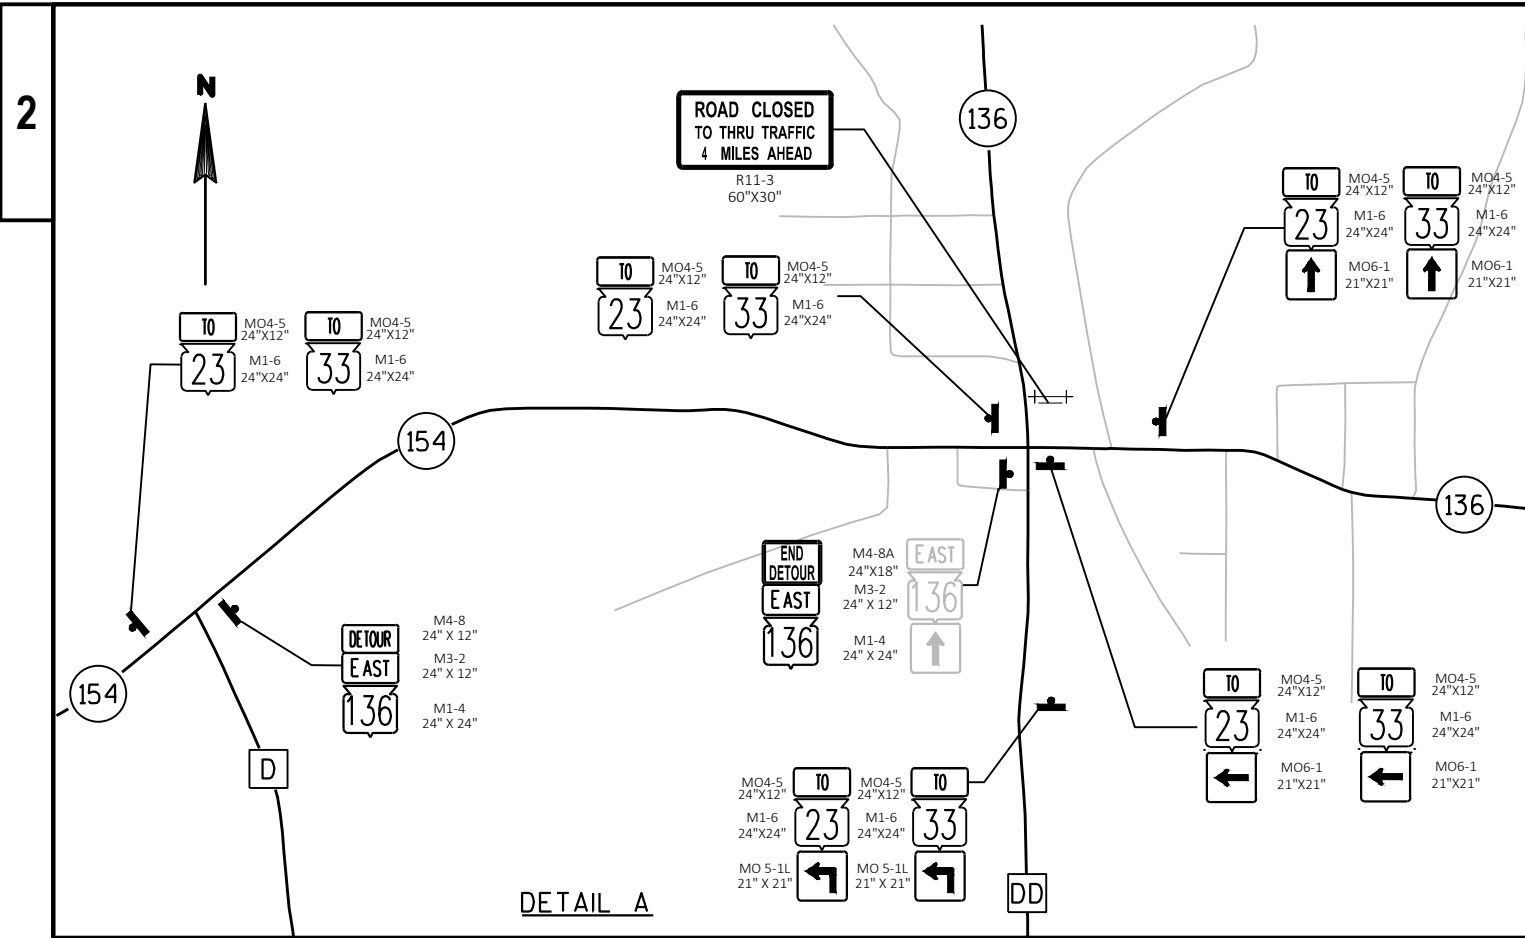 2
N
ROAD CLOSED
TO THRU TRAFFIC
4 MILES AHEAD
R11-3
60"X30"
136
TO
MO4-5
24"X12"
23
M1-6
24"X24"
MO6-1
21"X21"
TO
MO4-5
24"X12"
33
M1-6
24"X24"
MO6-1
21"X21"
TO
MO4-5
24"X12"
23
M1-6
24"X24"
TO
MO4-5
24"X12"
33
M1-6
24"X24"
TO
MO4-5
24"X12"
23
M1-6
24"X24"
TO
MO4-5
24"X12"
33
M1-6
24"X24"
154
136
END
DETOUR
EAST
136
M4-8A
24"X18"
M3-2
24" X 12"
M1-4
24" X 24"
EAST
136
154
DETOUR
EAST
136
M4-8
24" X 12"
M3-2
24" X 12"
M1-4
24" X 24"
D
TO
MO4-5
24"X12"
23
M1-6
24"X24"
MO6-1
21"X21"
TO
MO4-5
24"X12"
33
M1-6
24"X24"
MO6-1
21"X21"
MO4-5
24"X12"
TO
M1-6
24"X24"
23
MO 5-1L
21" X 21"
MO4-5
24"X12"
TO
M1-6
24"X24"
33
MO 5-1L
21" X 21"
DD
DETAIL A